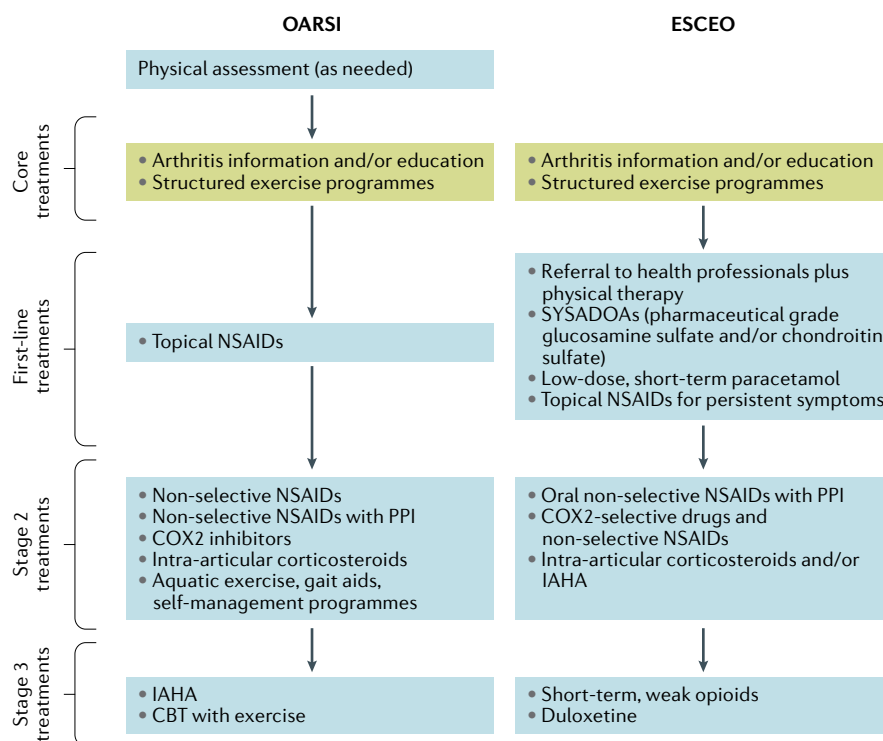 OARSI
ESCEO
Physical assessment (as needed)
Core
treatments
• Arthritis information and/or education
• Structured exercise programmes
• Arthritis information and/or education
• Structured exercise programmes
First-line
treatments
• Topical NSAIDs
• Referral to health professionals plus
physical therapy
• SYSADOAs (pharmaceutical grade
glucosamine sulfate and/or chondroitin
sulfate)
• Low-dose, short-term paracetamol
• Topical NSAIDs for persistent symptoms
Stage 2
treatments
• Non-selective NSAIDs
• Non-selective NSAIDs with PPI
• COX2 inhibitors
• Intra-articular corticosteroids
• Aquatic exercise, gait aids,
self-management programmes
• Oral non-selective NSAIDs with PPI
• COX2-selective drugs and
non-selective NSAIDs
• Intra-articular corticosteroids and/or
IAHA
Stage 3
treatments
• IAHA
• CBT with exercise
• Short-term, weak opioids
• Duloxetine